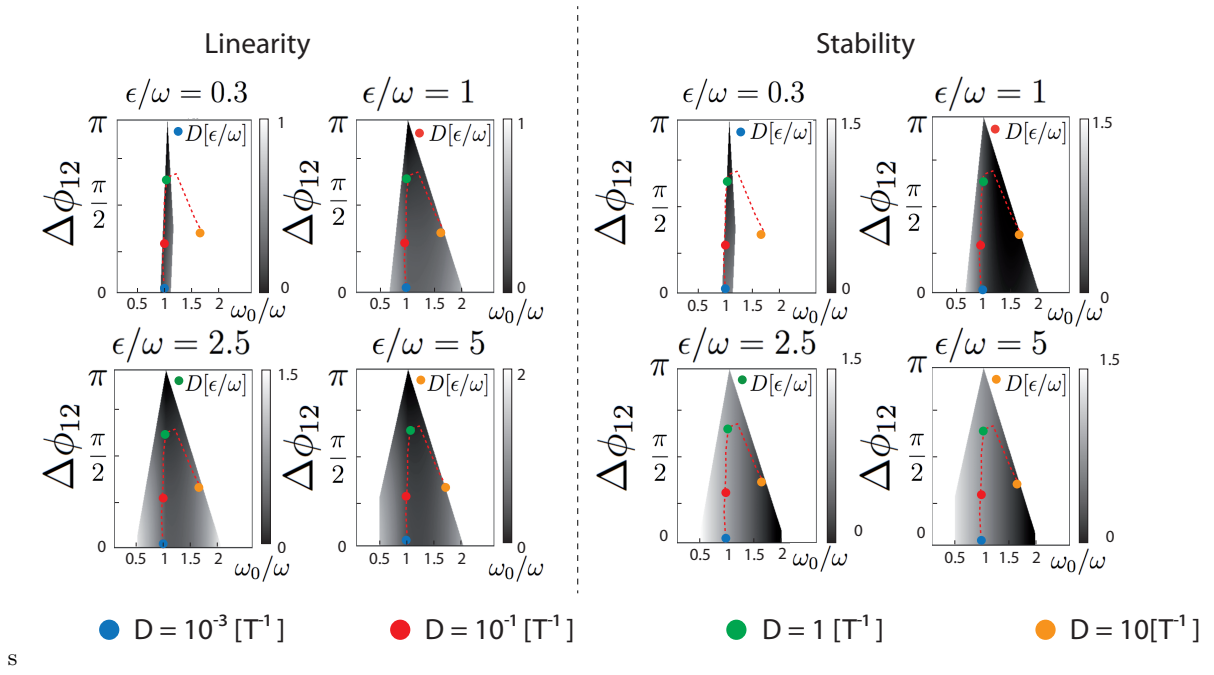 Linearity
Stability
ϵ/ω = 0.3
ϵ/ω = 1
ϵ/ω = 0.3
ϵ/ω = 1
π
1
1
π
1.5
π
1.5
D[ϵ/ω]
D[ϵ/ω]
D[ϵ/ω]
D[ϵ/ω]
Δϕ12
π/2
Δϕ12
π/2
Δϕ12
π/2
Δϕ12
π/2
0
0
0
0
0
0
0
0
0.5 1 1.5 2
0.5 1 1.5 2
0.5 1 1.5 2
0.5 1 1.5 2
ω0/ω
ω0/ω
ω0/ω
ω0/ω
ϵ/ω = 2.5
ϵ/ω = 5
ϵ/ω = 2.5
ϵ/ω = 5
π
1.5
2
π
1.5
π
1.5
D[ϵ/ω]
D[ϵ/ω]
D[ϵ/ω]
D[ϵ/ω]
Δϕ12
π/2
Δϕ12
Δϕ12
π/2
Δϕ12
π/2
0
0
0
0
0
0
0
0.5 1 1.5 2
0.5 1 1.5 2
0.5 1 1.5 2
0.5 1 1.5 2
ω0/ω
ω0/ω
ω0/ω
ω0/ω
D = 10⁻³ [T⁻¹]
D = 10⁻¹ [T⁻¹]
D = 1 [T⁻¹]
D = 10[T⁻¹]
s